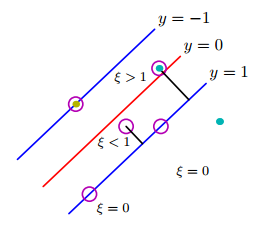 y = −1
y = 0
ξ > 1
y = 1
ξ < 1
ξ = 0
ξ = 0